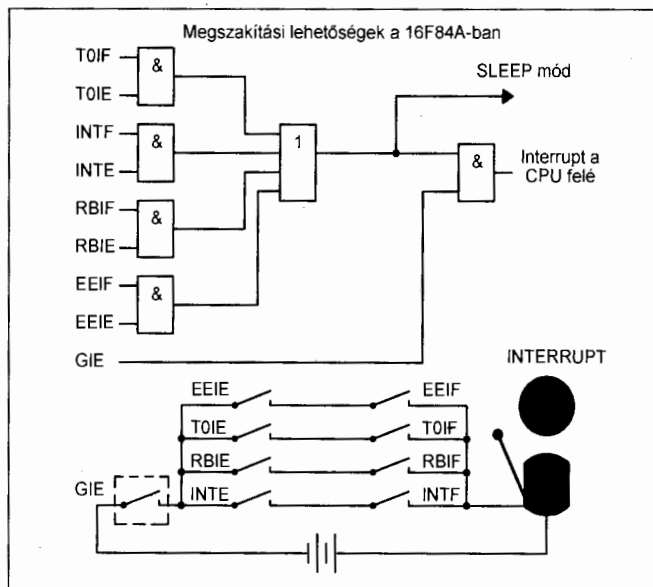 Megszakítási lehetőségek a 16F84A-ban
T0IF
T0IE
&
INTF
INTE
&
RBIF
RBIE
&
EEIF
EEIE
&
GIE
1
SLEEP mód
&
Interrupt a
CPU felé
INTERRUPT
EEIE
EEIF
T0IE
T0IF
RBIE
RBIF
GIE
INTE
INTF